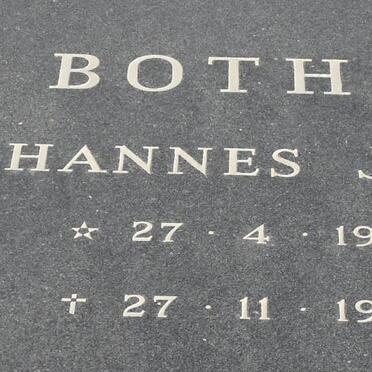 BOTH
HANNES
☆ 27 · 4 · 19
✝ 27 · 11 · 19